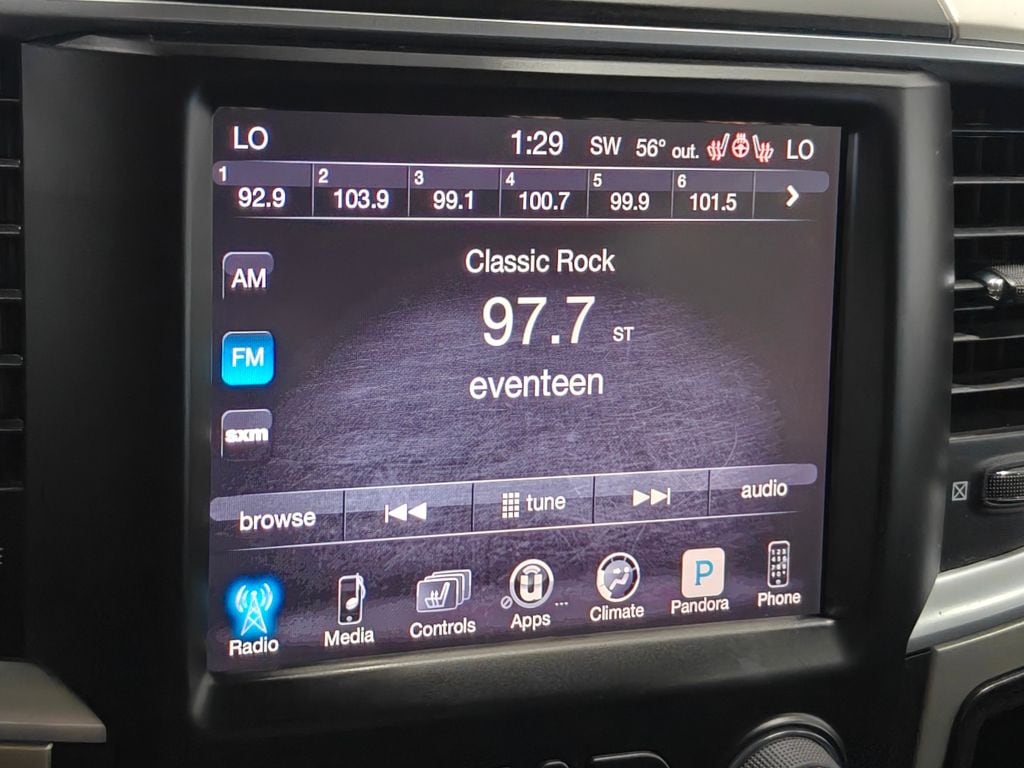 LO 1:29 SW 56° out. LO
1 2 3 4 5 6
92.9 103.9 99.1 100.7 99.9 101.5
AM
Classic Rock
97.7 ST
FM
eventeen
sxm
browse tune audio
P
Radio Media Controls Apps ... Climate Pandora Phone